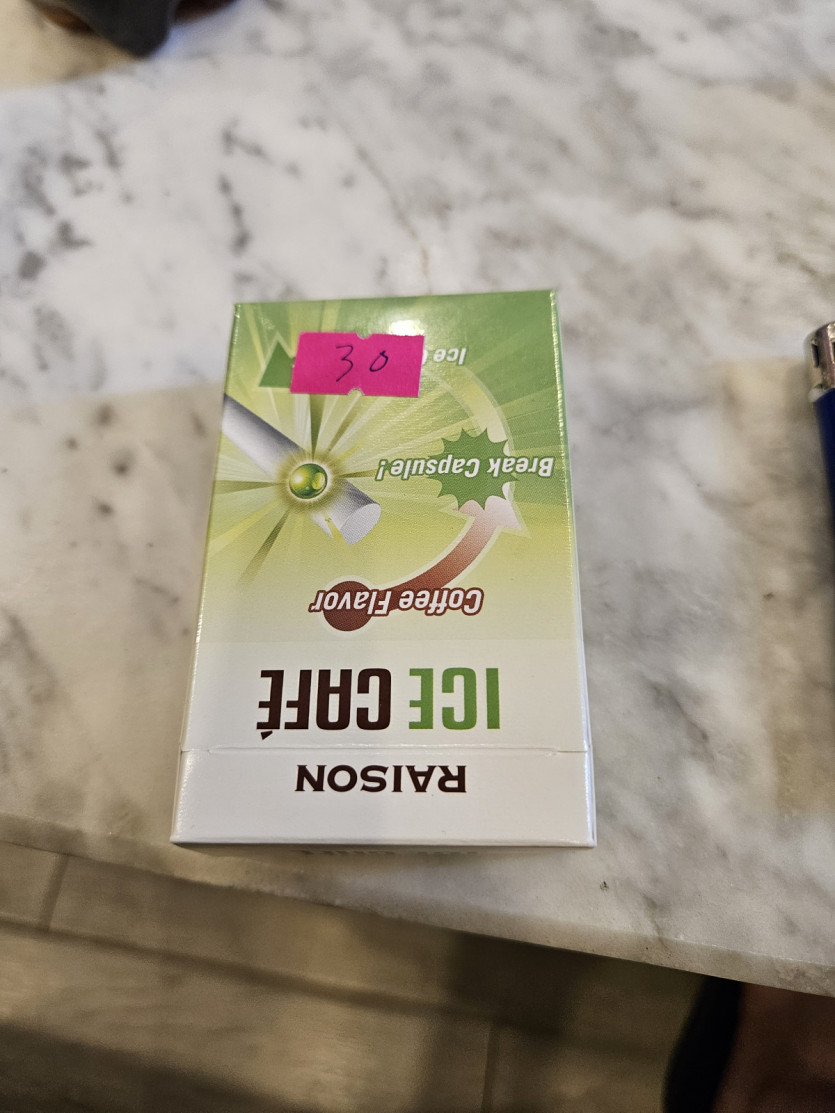 RAISON
ICE CAFÉ
Coffee Flavor
Break Capsule!
Ice
30